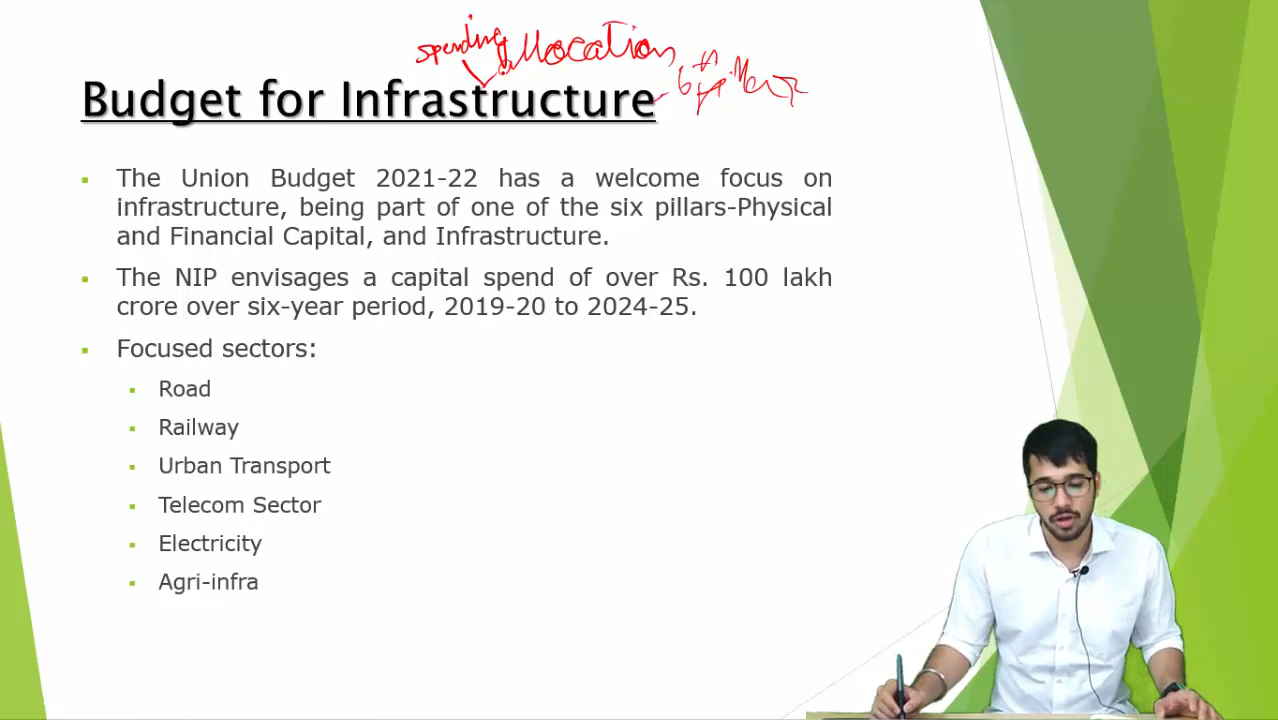 spending allocation
Budget for Infrastructure
6 pillars
▪ The Union Budget 2021-22 has a welcome focus on
infrastructure, being part of one of the six pillars-Physical
and Financial Capital, and Infrastructure.
▪ The NIP envisages a capital spend of over Rs. 100 lakh
crore over six-year period, 2019-20 to 2024-25.
▪ Focused sectors:
▪ Road
▪ Railway
▪ Urban Transport
▪ Telecom Sector
▪ Electricity
▪ Agri-infra